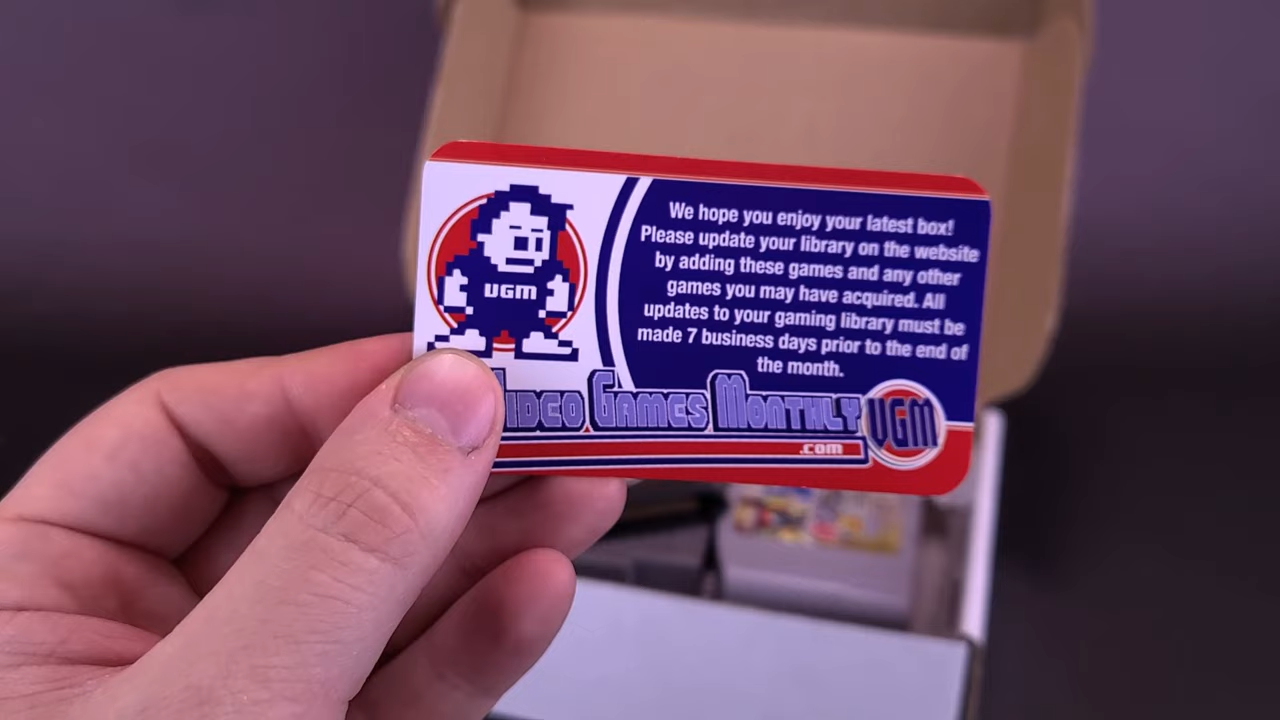 We hope you enjoy your latest box!
Please update your library on the website
by adding these games and any other
games you may have acquired. All
updates to your gaming library must be
made 7 business days prior to the end of
the month.
VGM
Video Games Monthly VGM
.com